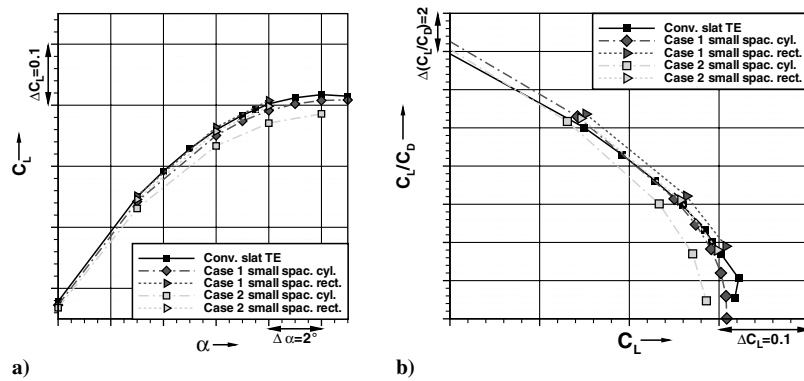 ΔC_L=0.1
C_L
Conv. slat TE
Case 1 small spac. cyl.
Case 1 small spac. rect.
Case 2 small spac. cyl.
Case 2 small spac. rect.
α
Δ α=2°
a)
Δ(C_L/C_D)=2
C_L/C_D
Conv. slat TE
Case 1 small spac. cyl.
Case 1 small spac. rect.
Case 2 small spac. cyl.
Case 2 small spac. rect.
C_L
ΔC_L=0.1
b)